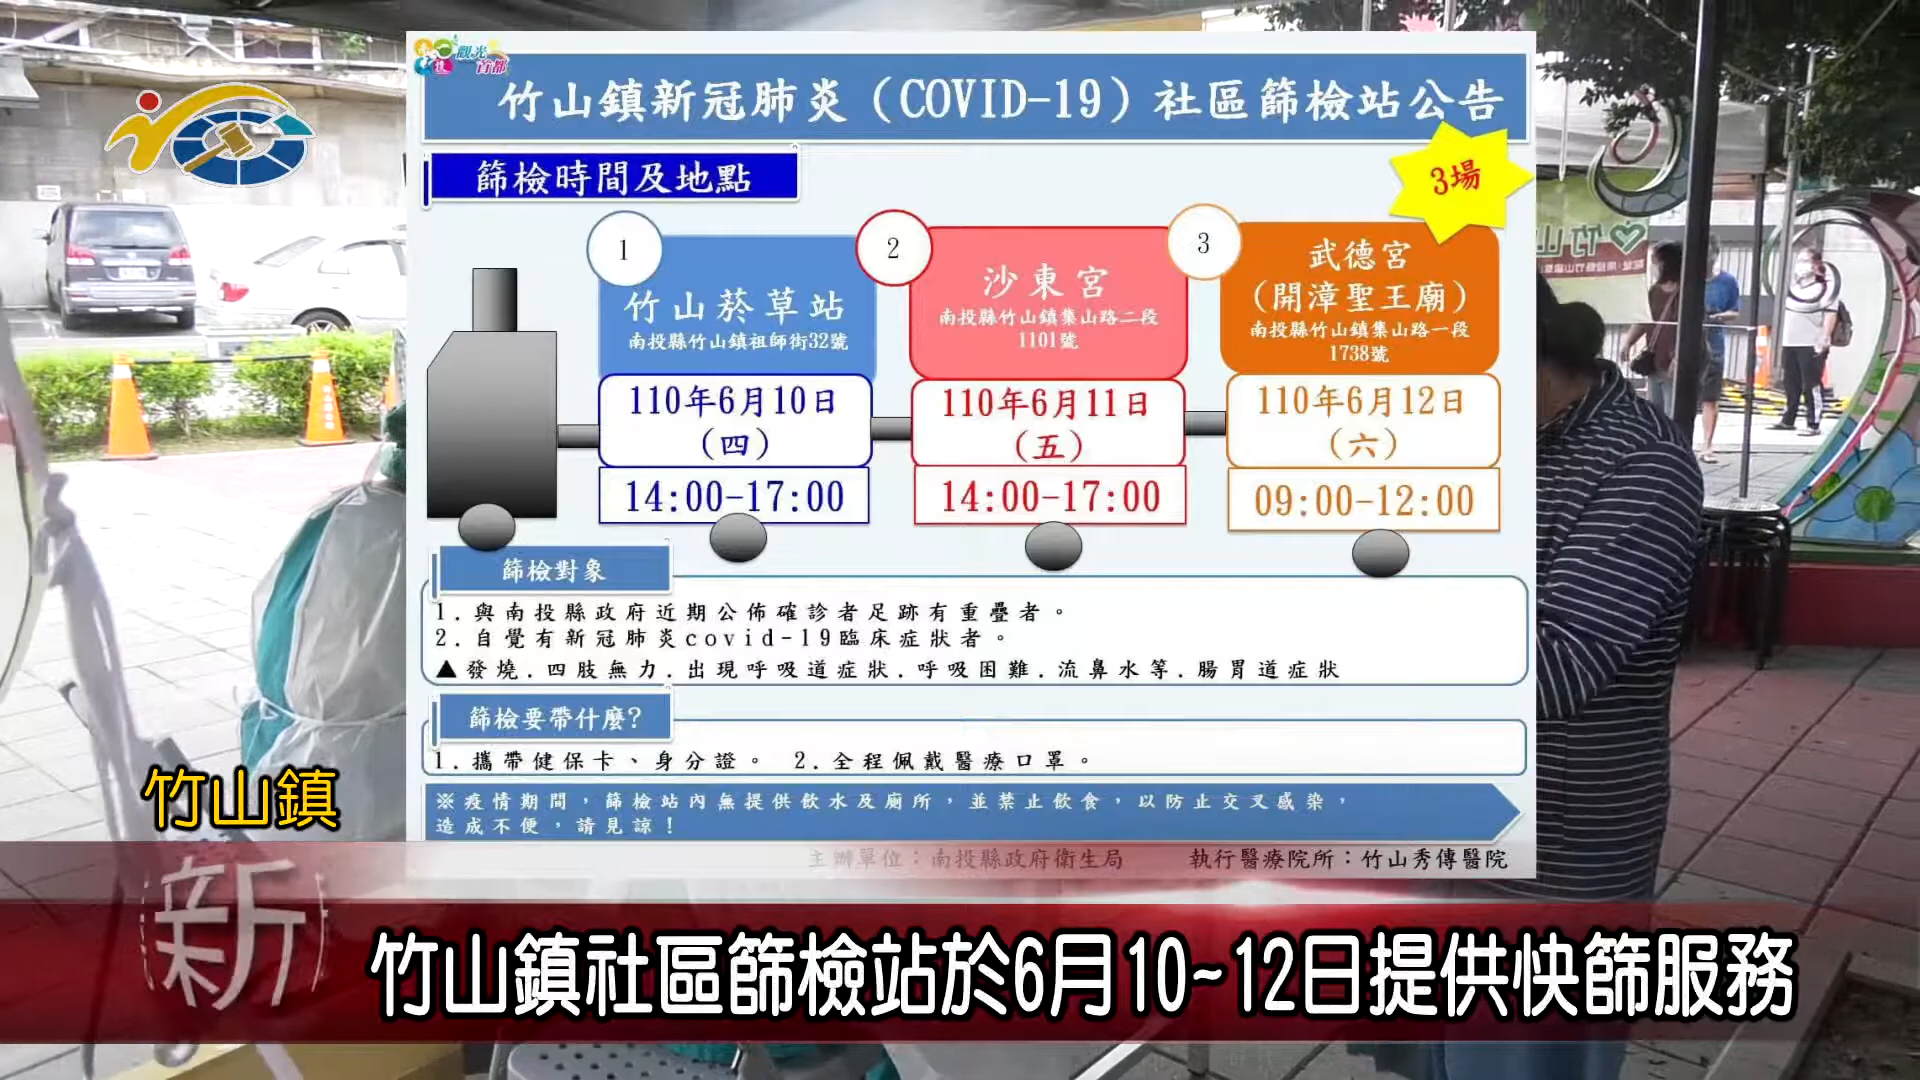 觀光
首都
竹山鎮新冠肺炎（COVID-19）社區篩檢站公告
篩檢時間及地點
3場
1
竹山菸草站
南投縣竹山鎮祖師街32號
110年6月10日
（四）
14:00-17:00
2
沙東宮
南投縣竹山鎮集山路二段
1101號
110年6月11日
（五）
14:00-17:00
3
武德宮
（開漳聖王廟）
南投縣竹山鎮集山路一段
1738號
110年6月12日
（六）
09:00-12:00
篩檢對象
1.與南投縣政府近期公佈確診者足跡有重疊者。
2.自覺有新冠肺炎covid-19臨床症狀者。
▲發燒.四肢無力.出現呼吸道症狀.呼吸困難.流鼻水等.腸胃道症狀
篩檢要帶什麼?
1.攜帶健保卡、身分證。 2.全程佩戴醫療口罩。
※疫情期間，篩檢站內無提供飲水及廁所，並禁止飲食，以防止交叉感染，
造成不便，請見諒！
主辦單位：南投縣政府衛生局 執行醫療院所：竹山秀傳醫院
竹山鎮
新
竹山鎮社區篩檢站於6月10~12日提供快篩服務